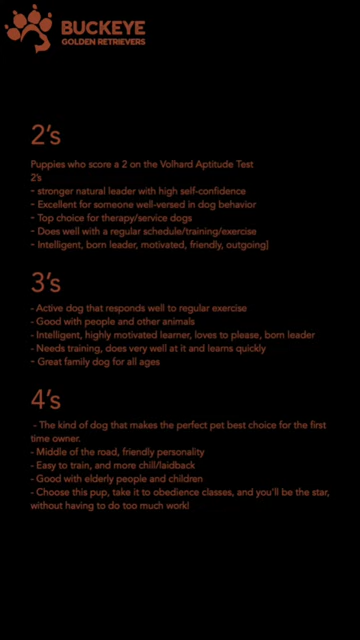 BUCKEYE
GOLDEN RETRIEVERS
2's
Puppies who score a 2 on the Volhard Aptitude Test
2's
- stronger natural leader with high self-confidence
- Excellent for someone well-versed in dog behavior
- Top choice for therapy/service dogs
- Does well with a regular schedule/training/exercise
- Intelligent, born leader, motivated, friendly, outgoing]
3's
- Active dog that responds well to regular exercise
- Good with people and other animals
- Intelligent, highly motivated learner, loves to please, born leader
- Needs training, does very well at it and learns quickly
- Great family dog for all ages
4's
- The kind of dog that makes the perfect pet best choice for the first
time owner.
- Middle of the road, friendly personality
- Easy to train, and more chill/laidback
- Good with elderly people and children
- Choose this pup, take it to obedience classes, and you'll be the star,
without having to do too much work!